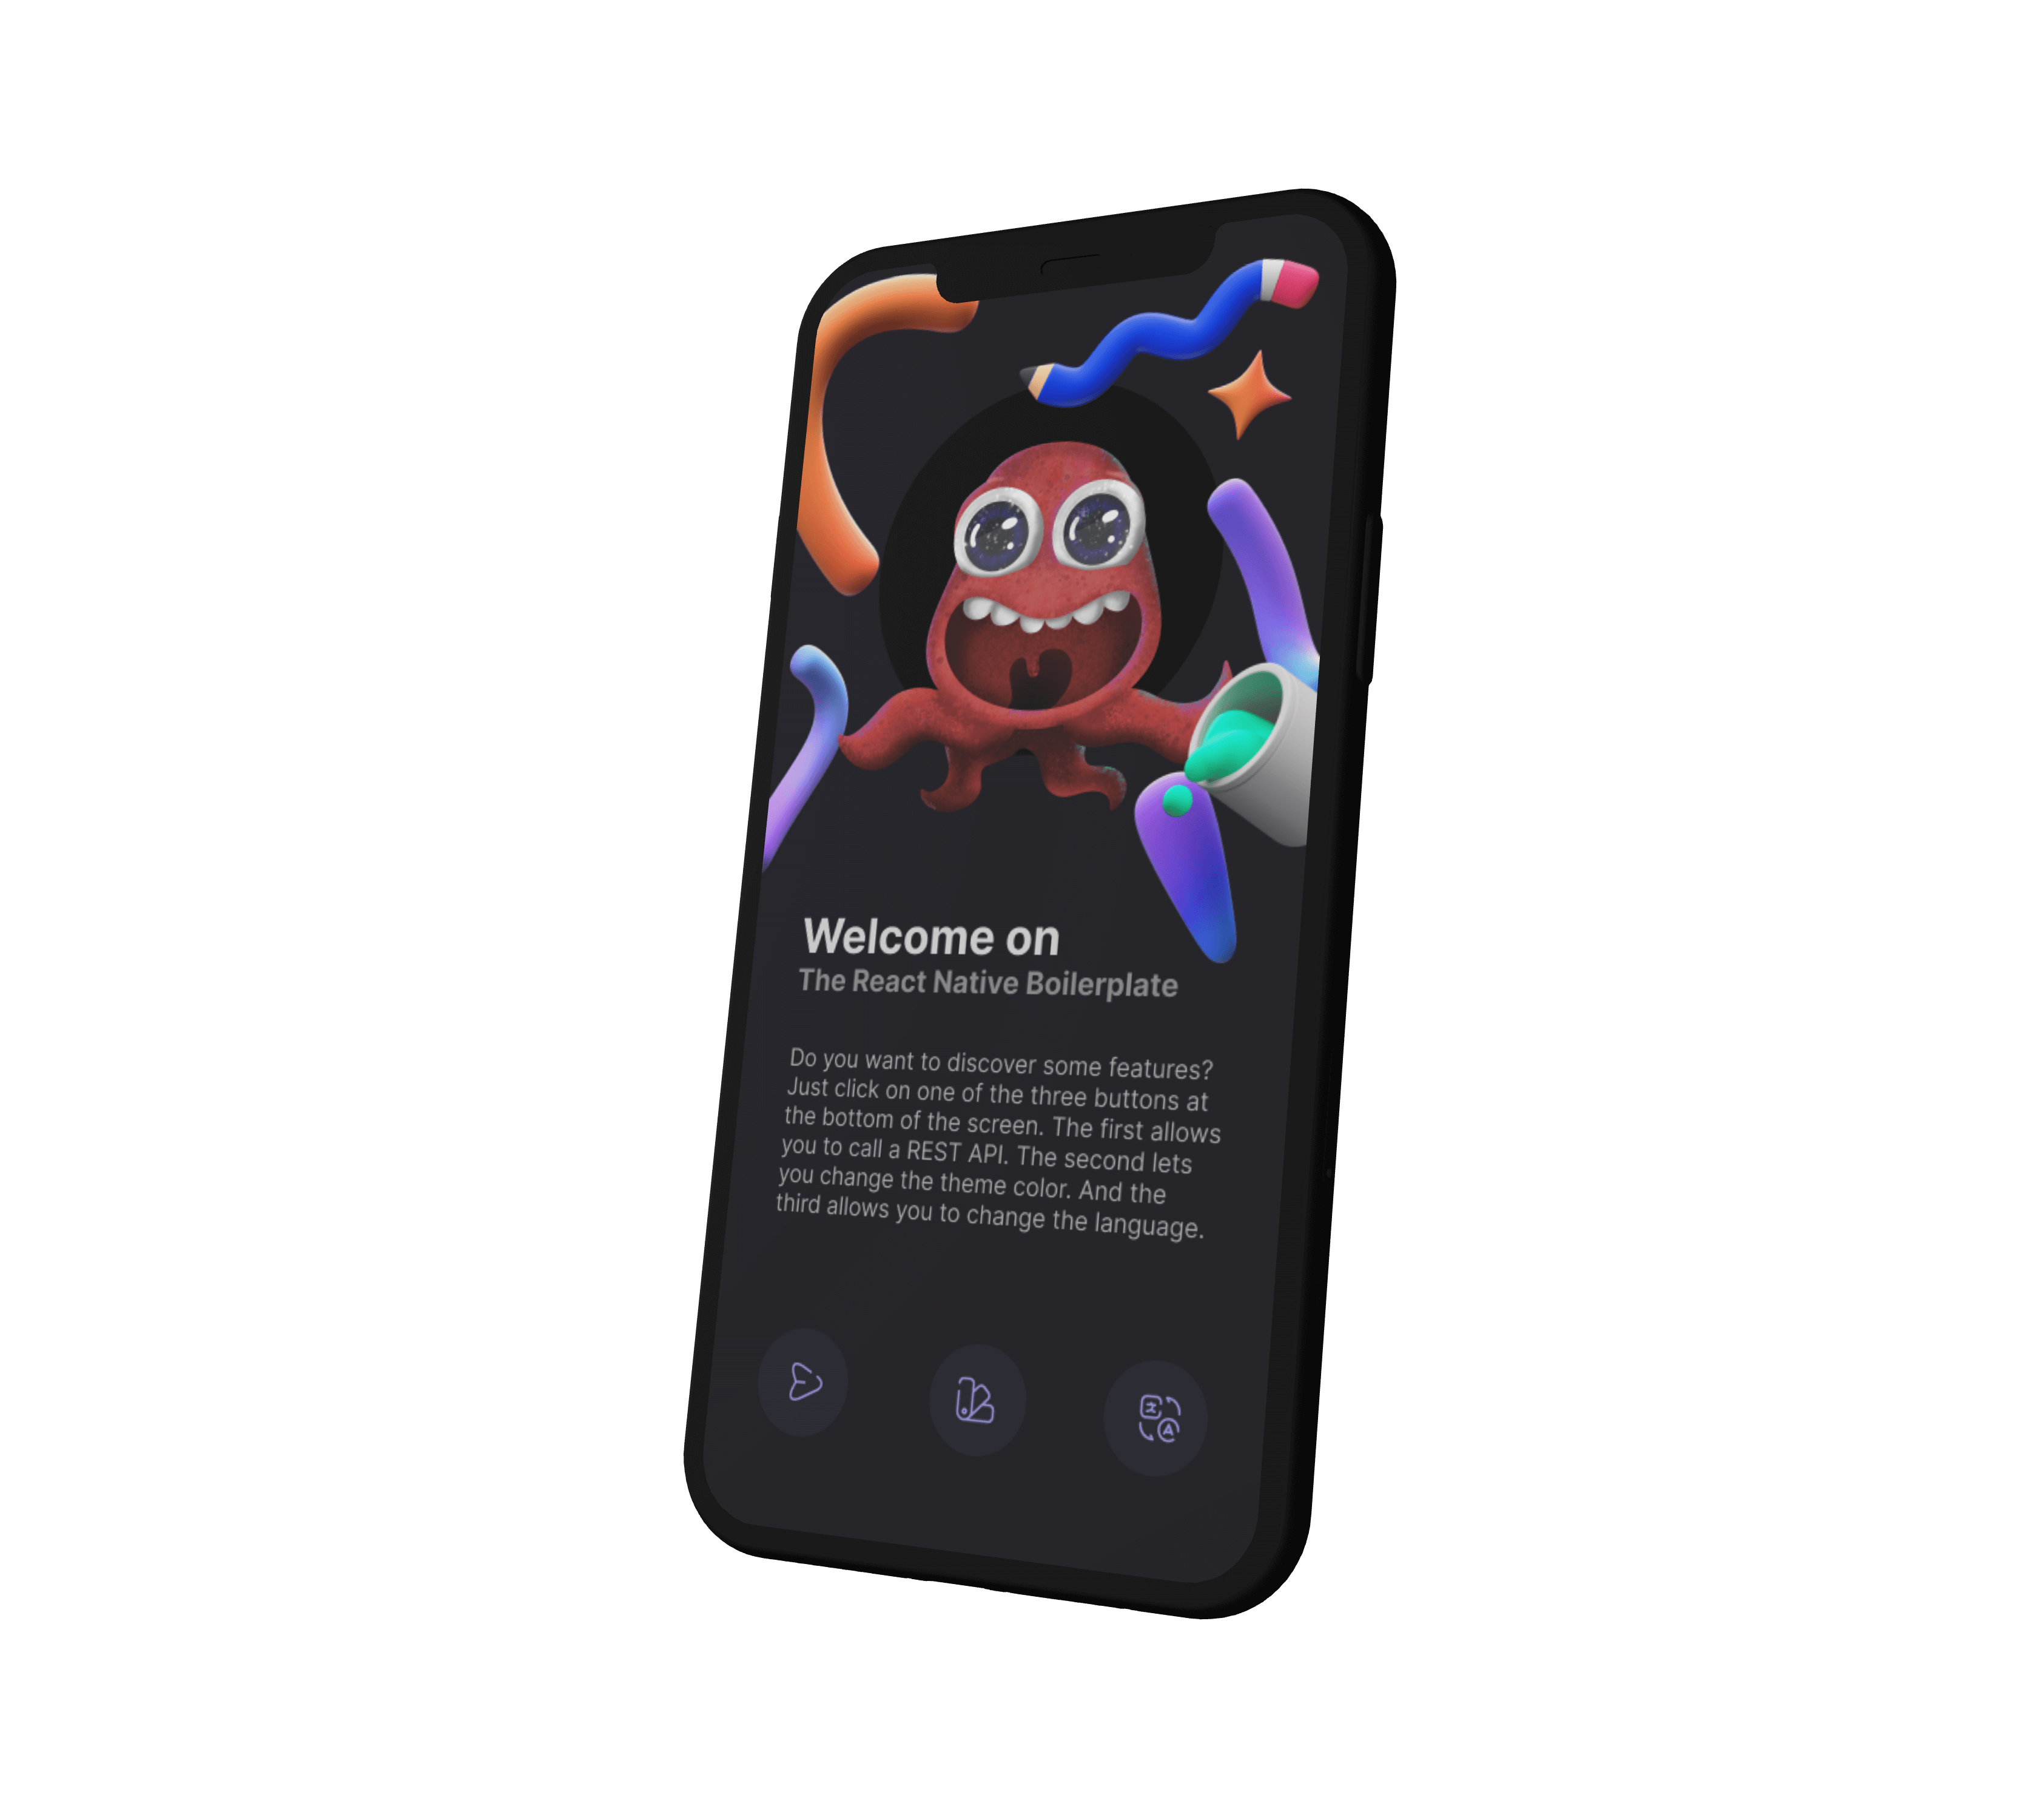 Welcome on
The React Native Boilerplate
Do you want to discover some features?
Just click on one of the three buttons at
the bottom of the screen. The first allows
you to call a REST API. The second lets
you change the theme color. And the
third allows you to change the language.
文
A